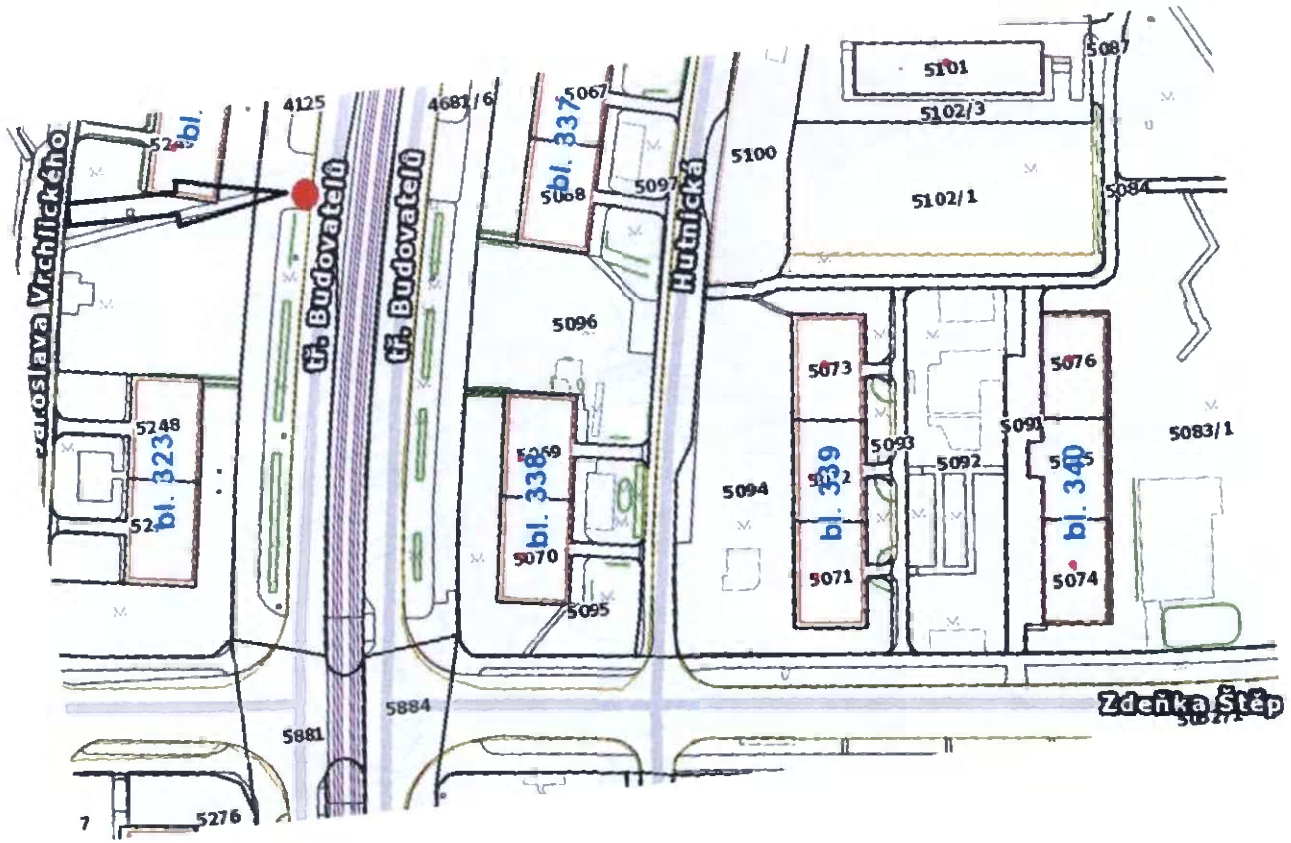 5087
5101
5102/3
4125
4681/6
5067
bl.
bl. 337
5068
5097
5100
5102/1
5084
Jaroslava Vrchlického
tř. Budovatelů
tř. Budovatelů
Hutnická
5096
5073
5076
5248
bl. 323
5069
bl. 338
5070
5095
5094
5093
bl. 339
5071
5092
5091
bl. 340
5074
5083/1
5884
5881
Zdeňka Štěp
5276
7